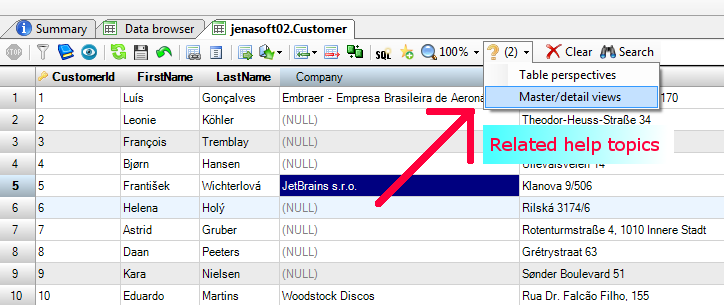 Summary Data browser jenasoft02.Customer
SQL 100% (2) Clear Search
Table perspectives
Master/detail views
Related help topics
CustomerId FirstName LastName Company
1 1 Luís Gonçalves Embraer - Empresa Brasileira de Aerona 170
2 2 Leonie Köhler (NULL) Theodor-Heuss-Straße 34
3 3 François Tremblay (NULL)
4 4 Bjørn Hansen (NULL) Ullevålsveien 14
5 5 František Wichterlová JetBrains s.r.o. Klanova 9/506
6 6 Helena Holý (NULL) Rilská 3174/6
7 7 Astrid Gruber (NULL) Rotenturmstraße 4, 1010 Innere Stadt
8 8 Daan Peeters (NULL) Grétrystraat 63
9 9 Kara Nielsen (NULL) Sønder Boulevard 51
10 10 Eduardo Martins Woodstock Discos Rua Dr. Falcão Filho, 155